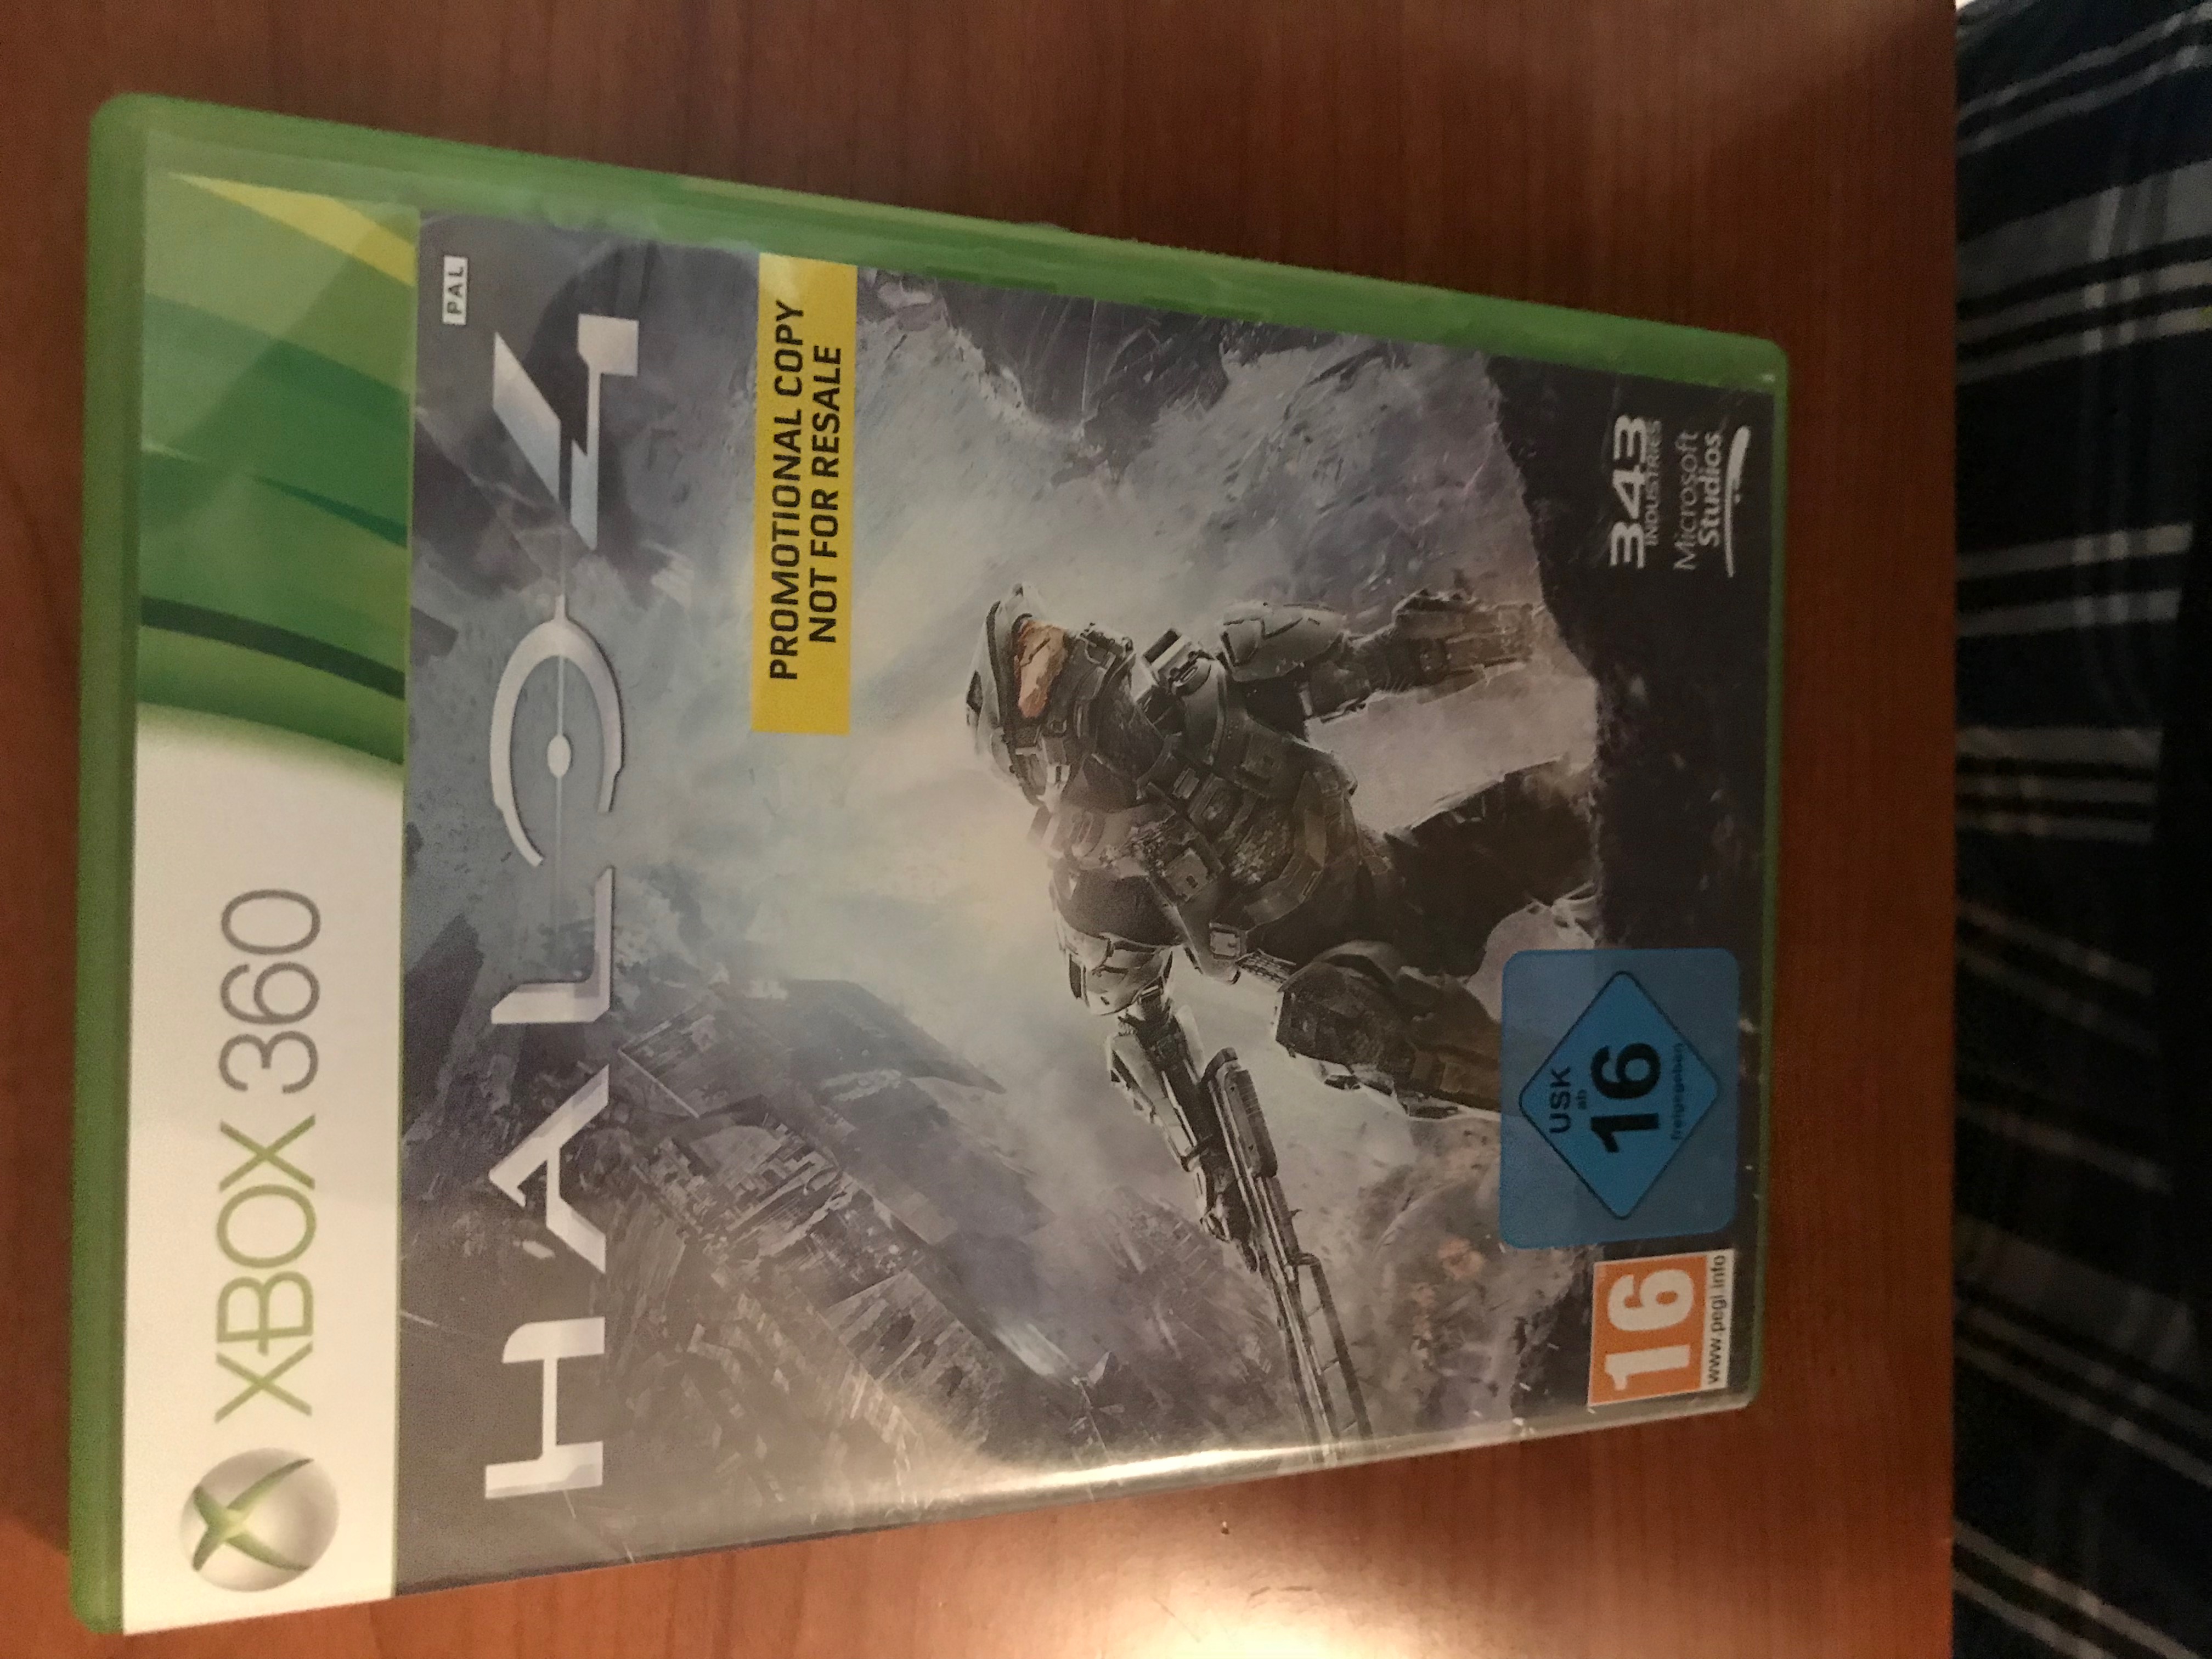 XBOX 360
PAL
HALO 4
PROMOTIONAL COPY
NOT FOR RESALE
16
www.pegi.info
USK
ab
16
freigegeben
343
INDUSTRIES
Microsoft
Studios